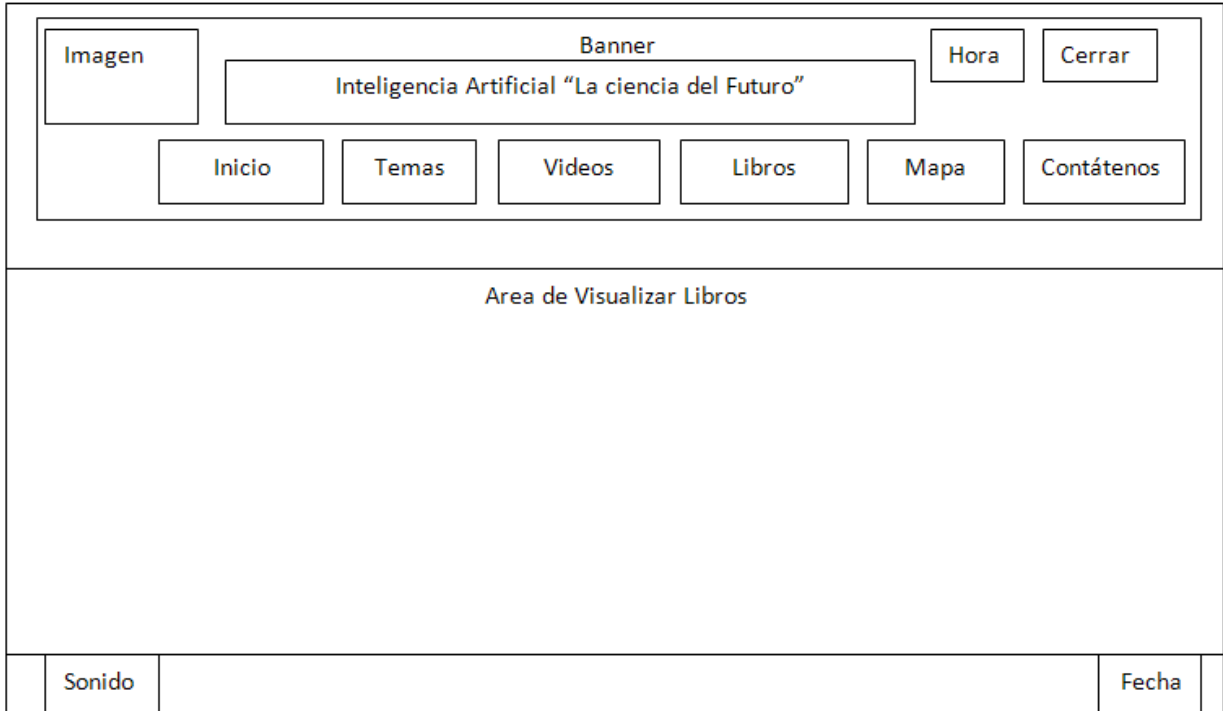 Imagen
Banner
Hora
Cerrar
Inteligencia Artificial “La ciencia del Futuro”
Inicio
Temas
Videos
Libros
Mapa
Contátenos
Area de Visualizar Libros
Sonido
Fecha